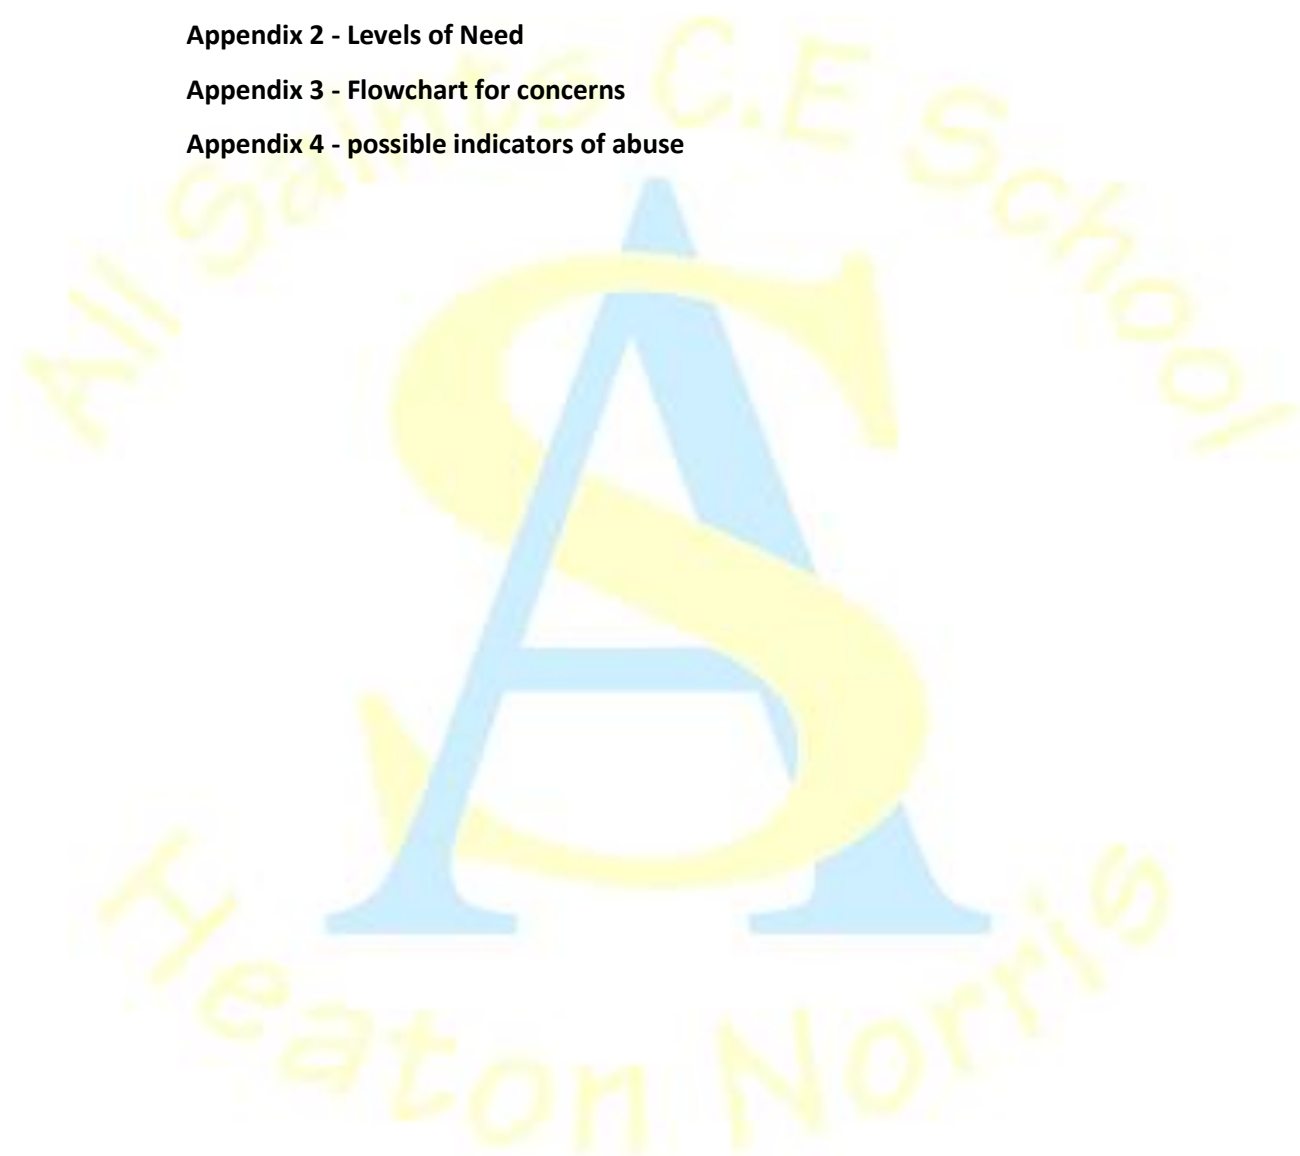 Appendix 2 - Levels of Need
Appendix 3 - Flowchart for concerns
Appendix 4 - possible indicators of abuse
All Saints C.E School
AS
Heaton Norris